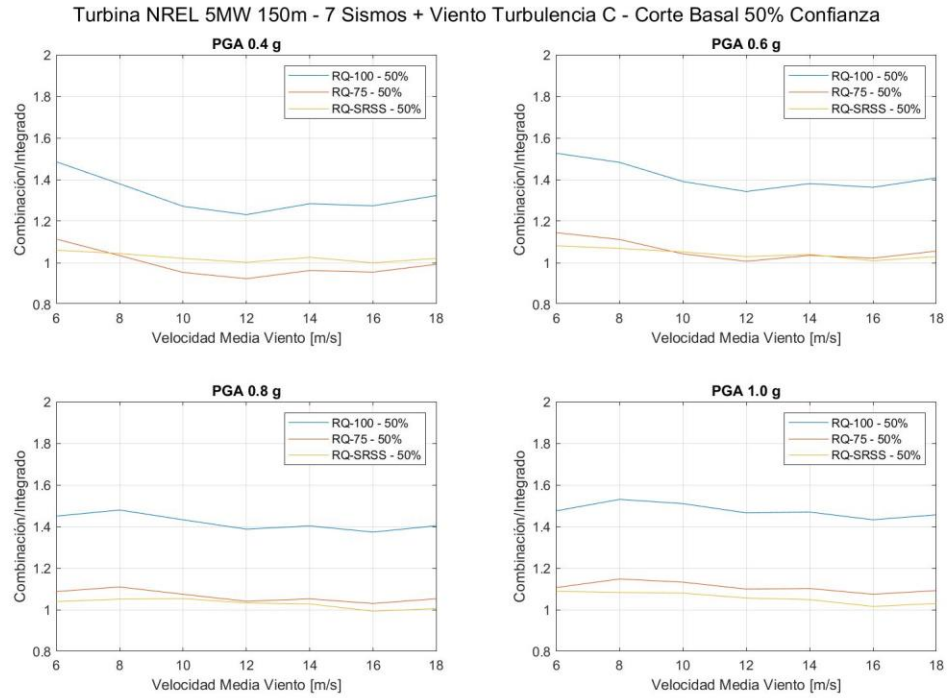 Turbina NREL 5MW 150m - 7 Sismos + Viento Turbulencia C - Corte Basal 50% Confianza
PGA 0.4 g
2
1.8
1.6
1.4
1.2
1
0.8
Combinación/Integrado
RQ-100 - 50%
RQ-75 - 50%
RQ-SRSS - 50%
6 8 10 12 14 16 18
Velocidad Media Viento [m/s]
PGA 0.6 g
2
1.8
1.6
1.4
1.2
1
0.8
Combinación/Integrado
RQ-100 - 50%
RQ-75 - 50%
RQ-SRSS - 50%
6 8 10 12 14 16 18
Velocidad Media Viento [m/s]
PGA 0.8 g
2
1.8
1.6
1.4
1.2
1
0.8
Combinación/Integrado
RQ-100 - 50%
RQ-75 - 50%
RQ-SRSS - 50%
6 8 10 12 14 16 18
Velocidad Media Viento [m/s]
PGA 1.0 g
2
1.8
1.6
1.4
1.2
1
0.8
Combinación/Integrado
RQ-100 - 50%
RQ-75 - 50%
RQ-SRSS - 50%
6 8 10 12 14 16 18
Velocidad Media Viento [m/s]